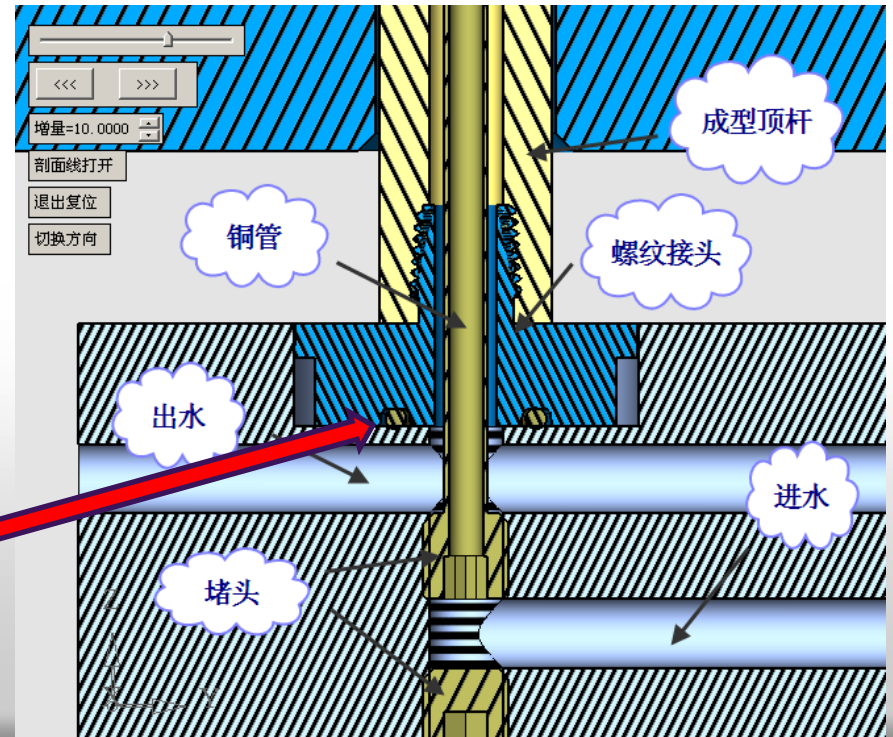 <<<
>>>
增量=10.0000
剖面线打开
退出复位
切换方向
成型顶杆
铜管
螺纹接头
出水
进水
堵头
Z
Y